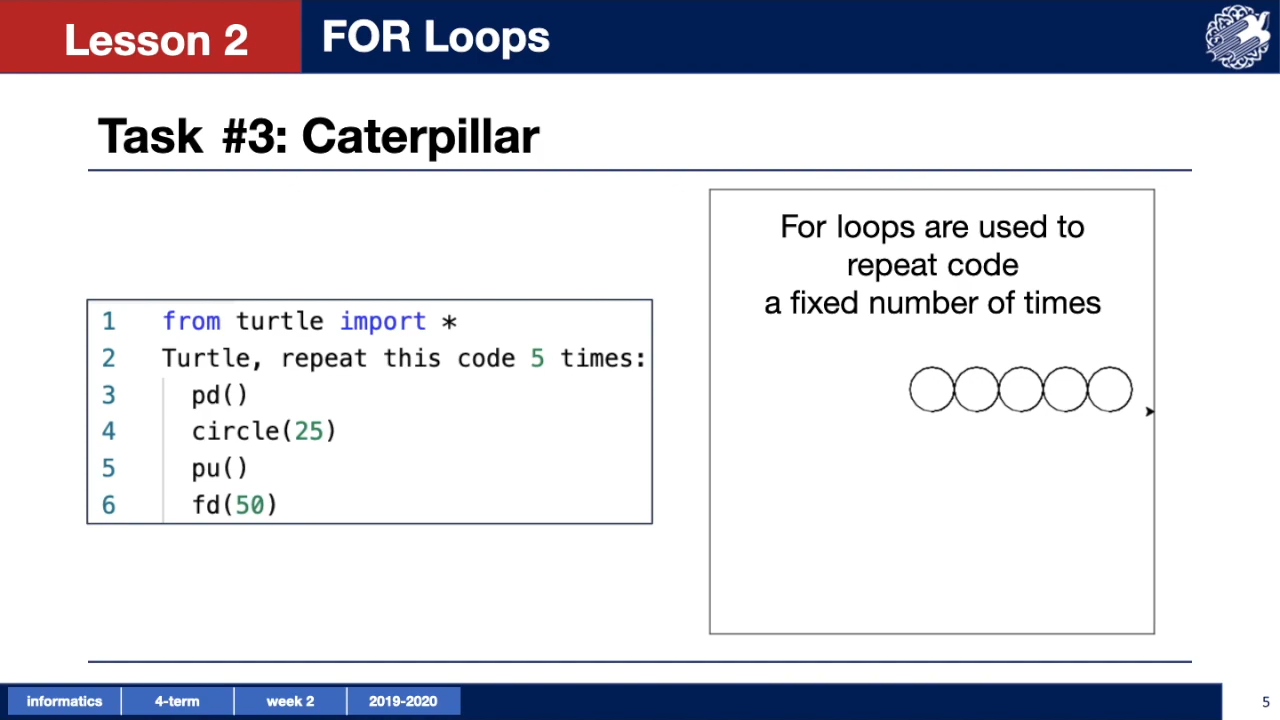 Lesson 2
FOR Loops
Task #3: Caterpillar
1 from turtle import *
2 Turtle, repeat this code 5 times:
3 pd()
4 circle(25)
5 pu()
6 fd(50)
For loops are used to
repeat code
a fixed number of times
informatics
4-term
week 2
2019-2020
5